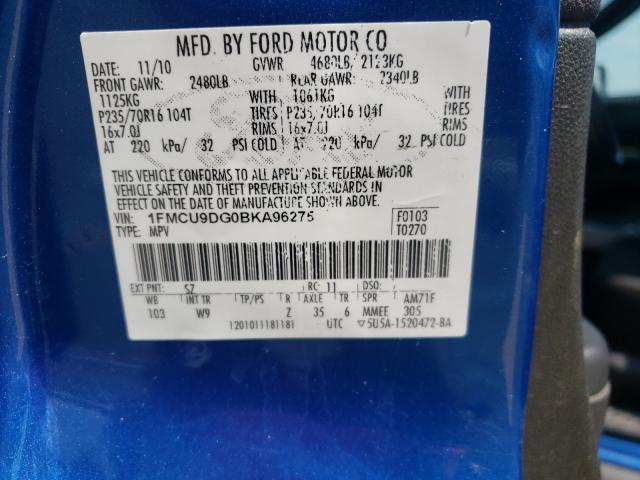 MFD. BY FORD MOTOR CO
DATE: 11/10 GVWR 4680LB/ 2123KG
FRONT GAWR: 2480LB REAR GAWR: 2340LB
1125KG WITH 1061KG WITH
P235/70R16 104T TIRES P235/70R16 104T TIRES
16x7.0J RIMS 16x7.0J RIMS
AT 220 kPa/ 32 PSI COLD AT 220 kPa/ 32 PSI COLD
THIS VEHICLE CONFORMS TO ALL APPLICABLE FEDERAL MOTOR
VEHICLE SAFETY AND THEFT PREVENTION STANDARDS IN
EFFECT ON THE DATE OF MANUFACTURE SHOWN ABOVE.
VIN: 1FMCU9DG0BKA96275 F0103
TYPE: MPV T0270
EXT PNT: SZ RC: 11 DSO:
WB INT TR TP/PS R AXLE TR SPR AM71F
103 W9 Z 35 6 MMEE 305
1201011181181 UTC ▽5U5A-1520472-BA